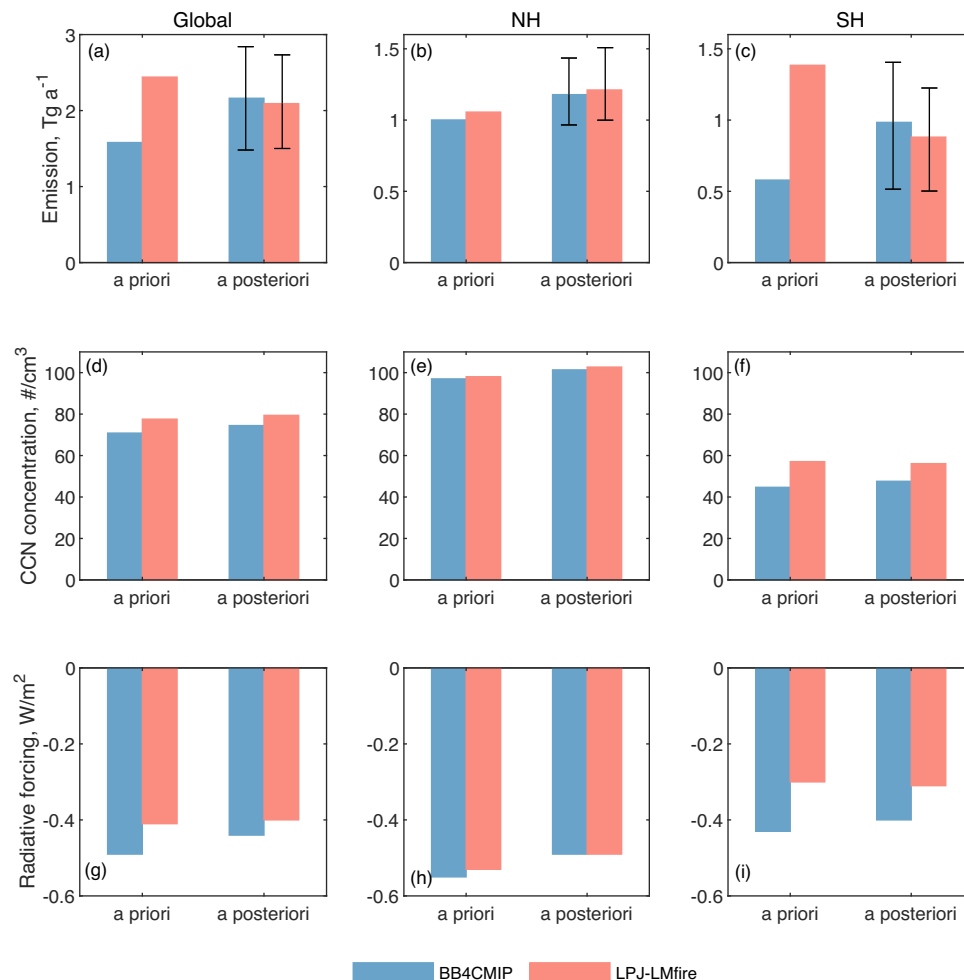 Global NH SH
(a) (b) (c)
Emission, Tg a⁻¹
3 1.5 1.5
2 1 1
1 0.5 0.5
0 0 0
a priori a posteriori a priori a posteriori a priori a posteriori
(d) (e) (f)
CCN concentration, #/cm³
100 100 100
80 80 80
60 60 60
40 40 40
20 20 20
0 0 0
a priori a posteriori a priori a posteriori a priori a posteriori
Radiative forcing, W/m²
0 0 0
-0.2 -0.2 -0.2
-0.4 -0.4 -0.4
(g) (h) (i)
-0.6 -0.6 -0.6
a priori a posteriori a priori a posteriori a priori a posteriori
BB4CMIP LPJ-LMfire